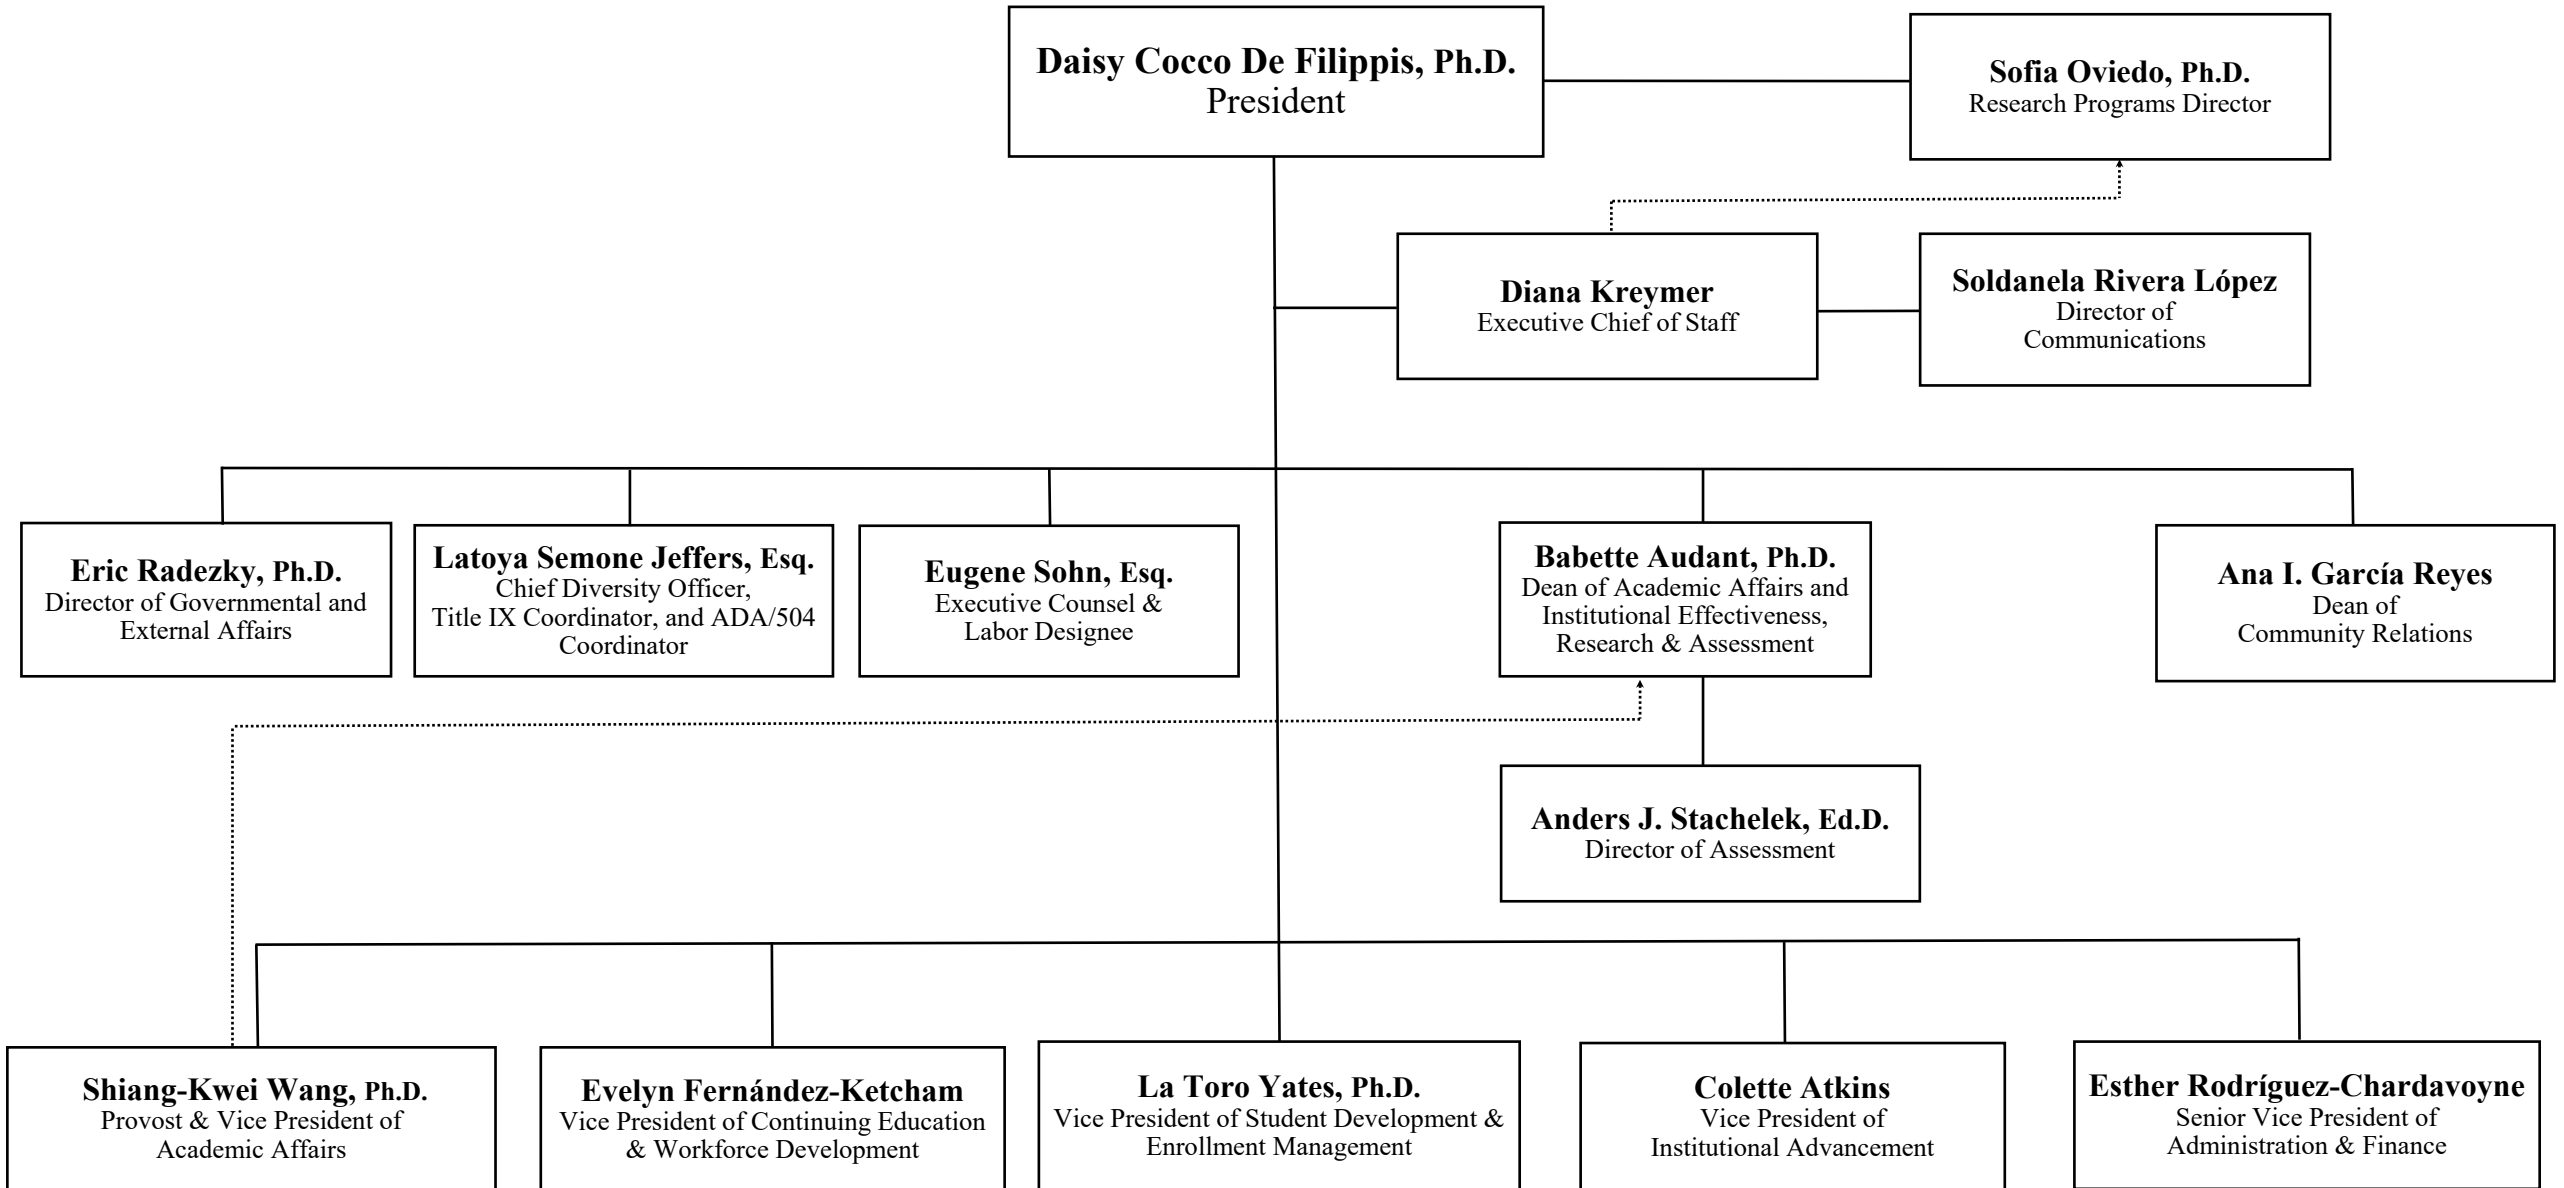 Daisy Cocco De Filippis, Ph.D.
President
Sofia Oviedo, Ph.D.
Research Programs Director
Diana Kreymer
Executive Chief of Staff
Soldanela Rivera López
Director of
Communications
Eric Radezky, Ph.D.
Director of Governmental and
External Affairs
Latoya Semone Jeffers, Esq.
Chief Diversity Officer,
Title IX Coordinator, and ADA/504
Coordinator
Eugene Sohn, Esq.
Executive Counsel &
Labor Designee
Babette Audant, Ph.D.
Dean of Academic Affairs and
Institutional Effectiveness,
Research & Assessment
Ana I. García Reyes
Dean of
Community Relations
Anders J. Stachelek, Ed.D.
Director of Assessment
Shiang-Kwei Wang, Ph.D.
Provost & Vice President of
Academic Affairs
Evelyn Fernández-Ketcham
Vice President of Continuing Education
& Workforce Development
La Toro Yates, Ph.D.
Vice President of Student Development &
Enrollment Management
Colette Atkins
Vice President of
Institutional Advancement
Esther Rodríguez-Chardavoyne
Senior Vice President of
Administration & Finance